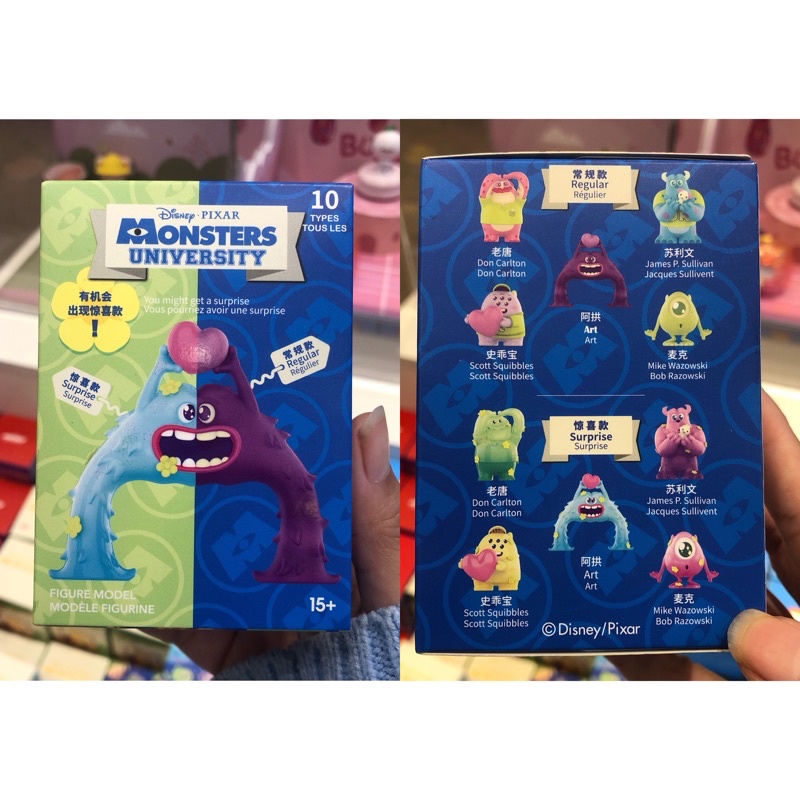 Disney · PIXAR
MONSTERS
UNIVERSITY
10
TYPES
TOUS LES
有机会
出现惊喜款
!
You might get a surprise
Vous pourriez avoir une surprise
惊喜款
Surprise
Surprise
常规款
Regular
Régulier
FIGURE MODEL
MODÈLE FIGURINE
15+
常规款
Regular
Régulier
老唐
Don Carlton
Don Carlton
苏利文
James P. Sullivan
Jacques Sullivent
阿拱
Art
Art
史乖宝
Scott Squibbles
Scott Squibbles
麦克
Mike Wazowski
Bob Razowski
惊喜款
Surprise
Surprise
老唐
Don Carlton
Don Carlton
苏利文
James P. Sullivan
Jacques Sullivent
阿拱
Art
Art
史乖宝
Scott Squibbles
Scott Squibbles
麦克
Mike Wazowski
Bob Razowski
©Disney/Pixar